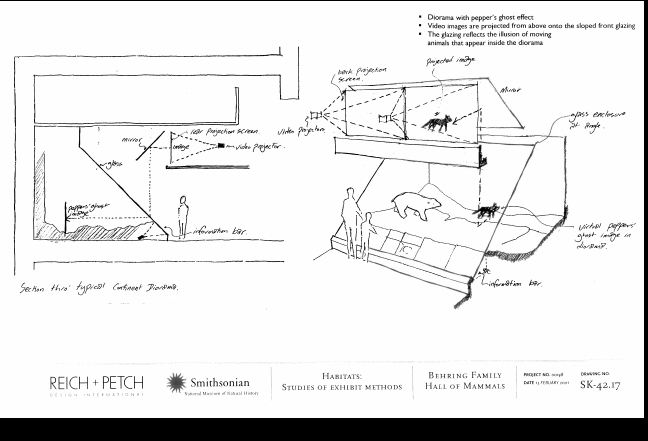 Diorama with pepper's ghost effect
Video images are projected from above onto the sloped front glazing
The glazing reflects the illusion of moving
animals that appear inside the diorama
mirror
rear projection screen
image
video projector.
glass
peppers ghost
image
information bar.
Section thro' typical Continent Diorama.
back projection
screen.
projected image
Mirror
video projectors
glass enclosure
at angle.
Virtual peppers
ghost image in
diorama.
information bar.
REICH + PETCH
DESIGN INTERNATIONAL
Smithsonian
National Museum of Natural History
HABITATS:
STUDIES OF EXHIBIT METHODS
BEHRING FAMILY
HALL OF MAMMALS
PROJECT NO.
DATE 13 FEBUARY 2001
DRAWING NO.
SK-42.17